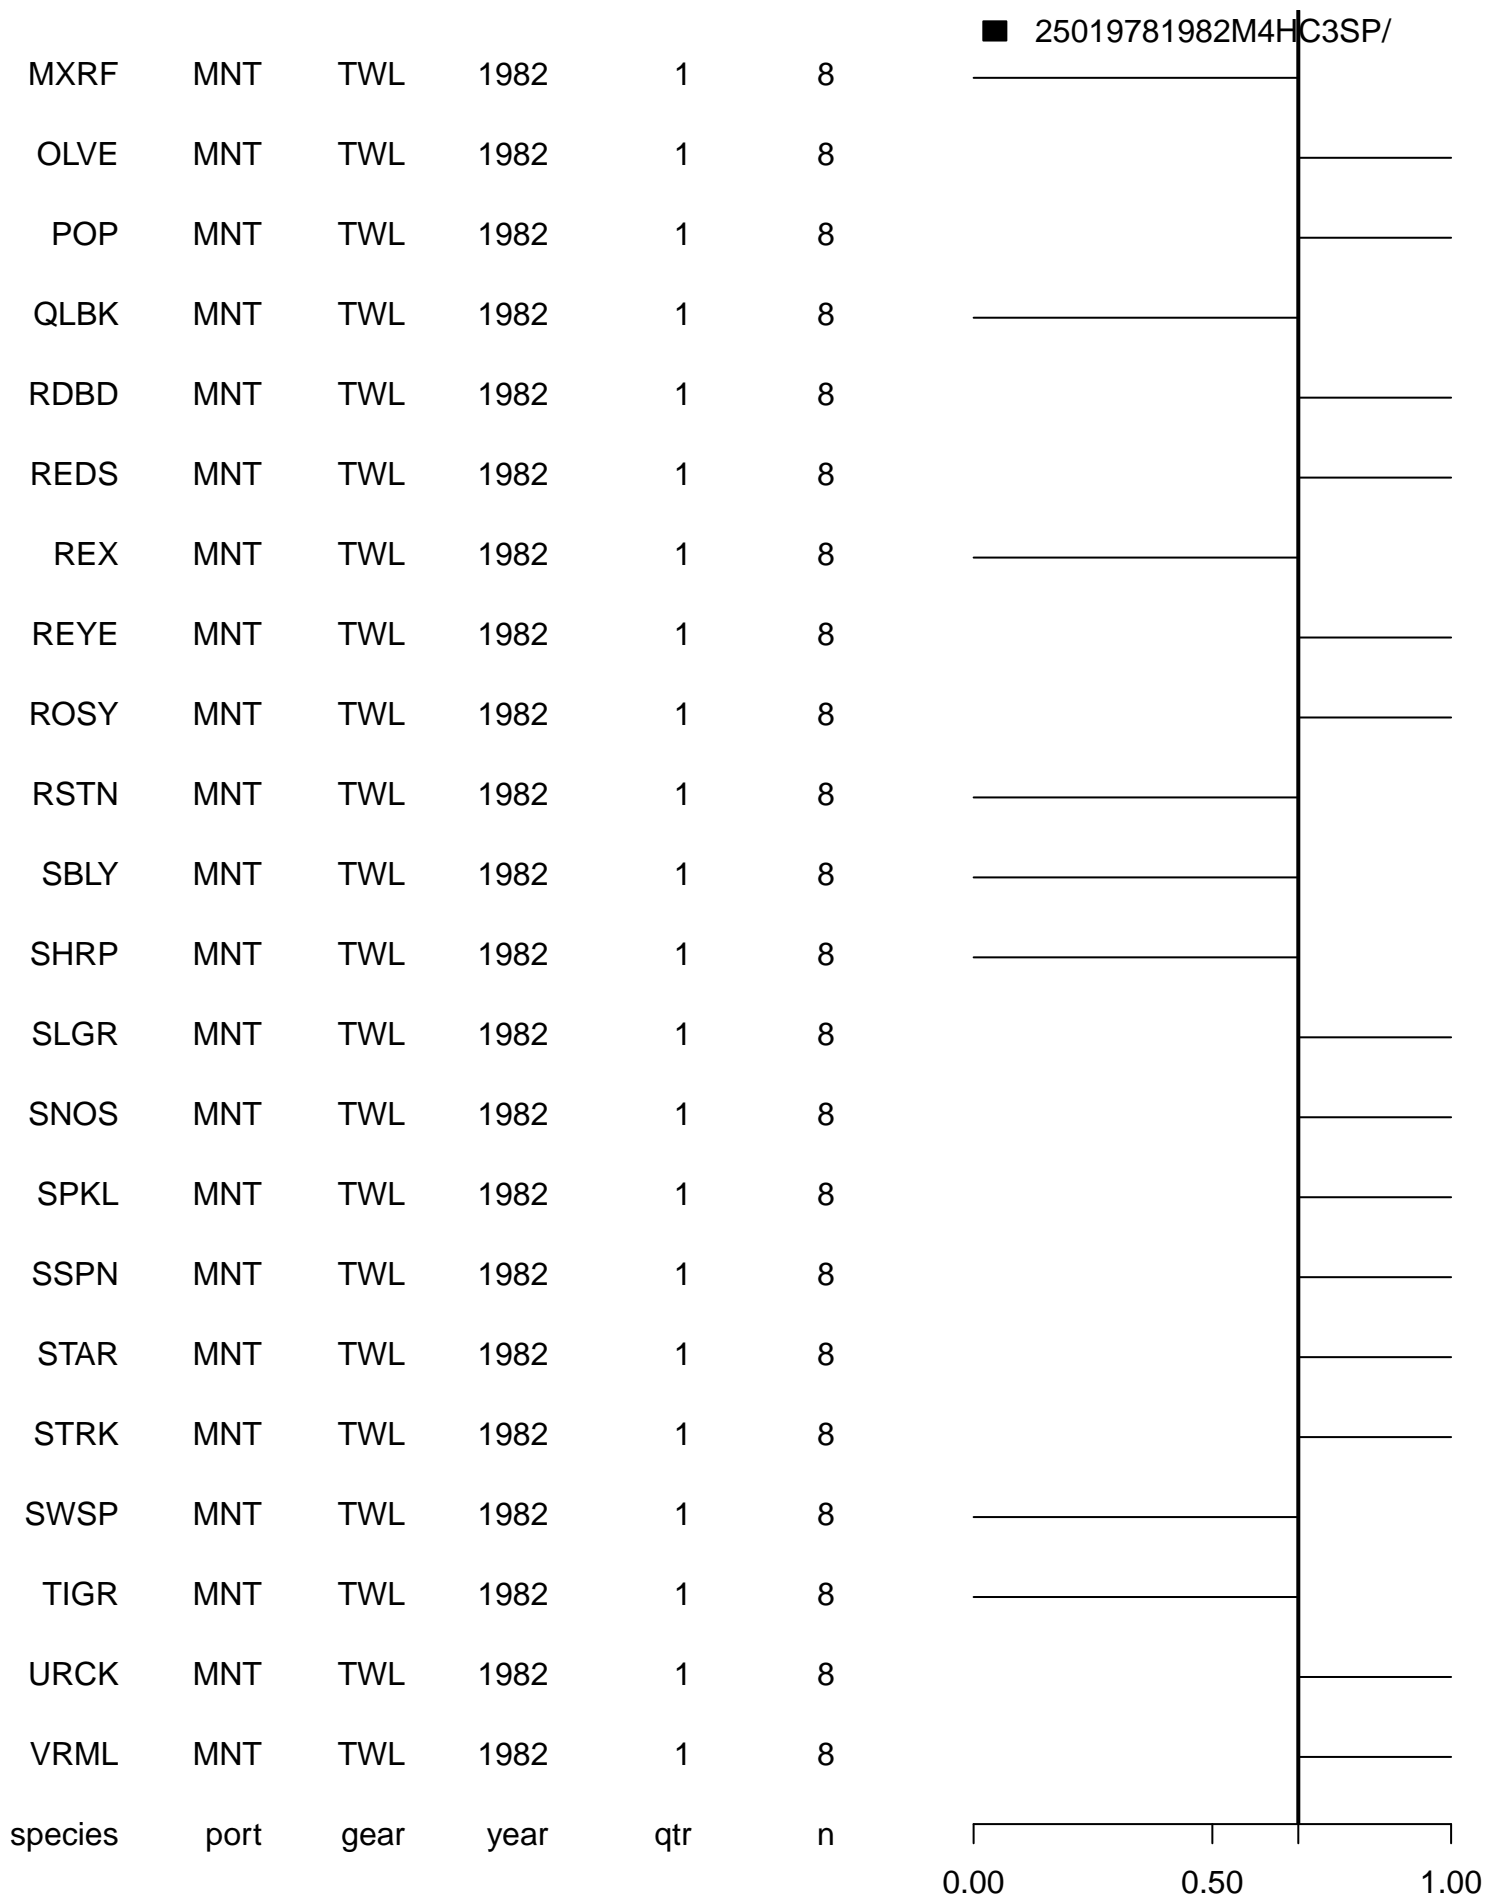 25019781982M4HC3SP/
MXRF MNT TWL 1982 1 8
OLVE MNT TWL 1982 1 8
POP MNT TWL 1982 1 8
QLBK MNT TWL 1982 1 8
RDBD MNT TWL 1982 1 8
REDS MNT TWL 1982 1 8
REX MNT TWL 1982 1 8
REYE MNT TWL 1982 1 8
ROSY MNT TWL 1982 1 8
RSTN MNT TWL 1982 1 8
SBLY MNT TWL 1982 1 8
SHRP MNT TWL 1982 1 8
SLGR MNT TWL 1982 1 8
SNOS MNT TWL 1982 1 8
SPKL MNT TWL 1982 1 8
SSPN MNT TWL 1982 1 8
STAR MNT TWL 1982 1 8
STRK MNT TWL 1982 1 8
SWSP MNT TWL 1982 1 8
TIGR MNT TWL 1982 1 8
URCK MNT TWL 1982 1 8
VRML MNT TWL 1982 1 8
species port gear year qtr n
0.00 0.50 1.00